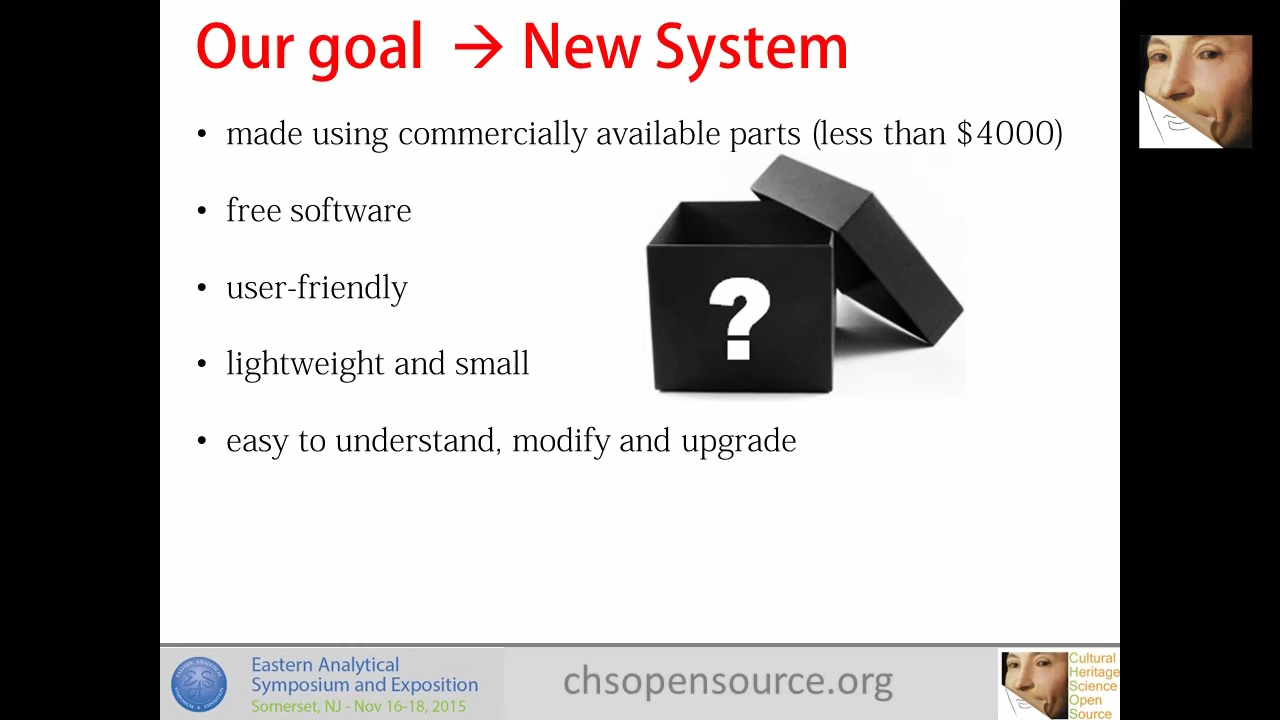 Our goal → New System
• made using commercially available parts (less than $4000)
• free software
• user-friendly
• lightweight and small
• easy to understand, modify and upgrade
?
Eastern Analytical
Symposium and Exposition
Somerset, NJ - Nov 16-18, 2015
chsopensource.org
Cultural
Heritage
Science
Open
Source